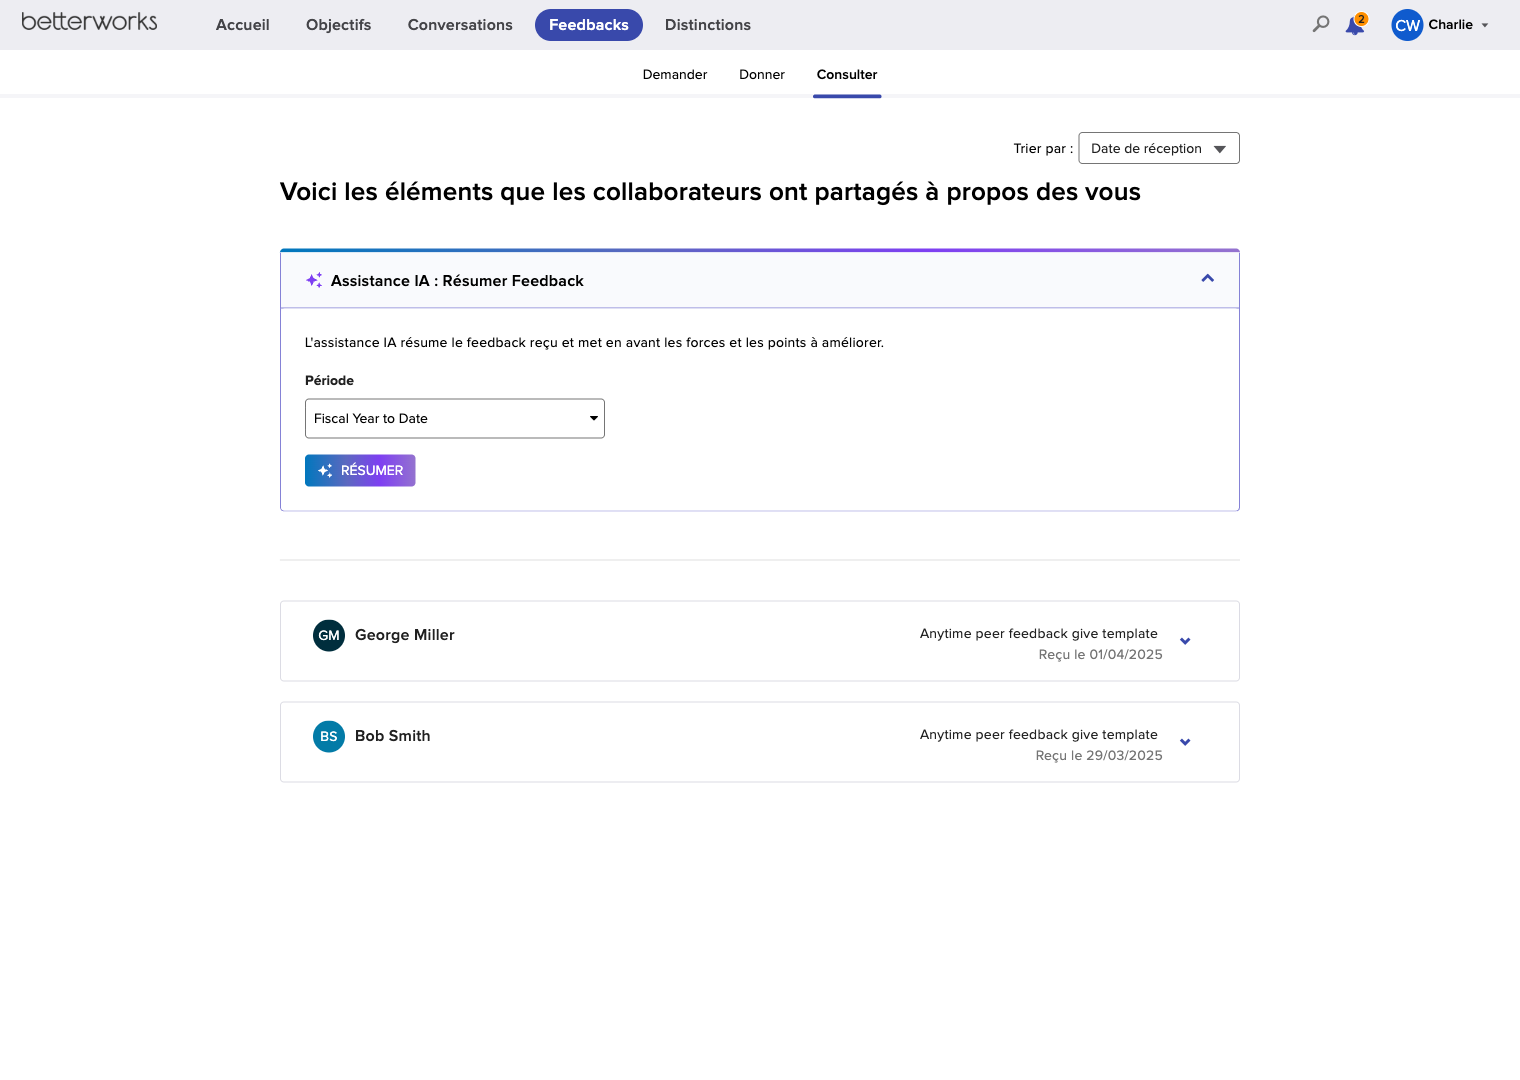 betterworks
Accueil
Objectifs
Conversations
Feedbacks
Distinctions
2
CW
Charlie
Demander
Donner
Consulter
Trier par :
Date de réception
Voici les éléments que les collaborateurs ont partagés à propos des vous
Assistance IA : Résumer Feedback
L'assistance IA résume le feedback reçu et met en avant les forces et les points à améliorer.
Période
Fiscal Year to Date
RÉSUMER
GM
George Miller
Anytime peer feedback give template
Reçu le 01/04/2025
BS
Bob Smith
Anytime peer feedback give template
Reçu le 29/03/2025